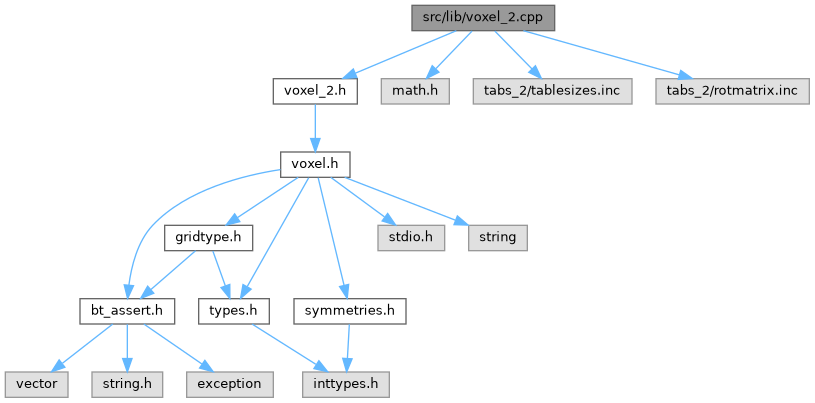 src/lib/voxel_2.cpp
voxel_2.h
math.h
tabs_2/tablesizes.inc
tabs_2/rotmatrix.inc
voxel.h
gridtype.h
stdio.h
string
bt_assert.h
types.h
symmetries.h
vector
string.h
exception
inttypes.h